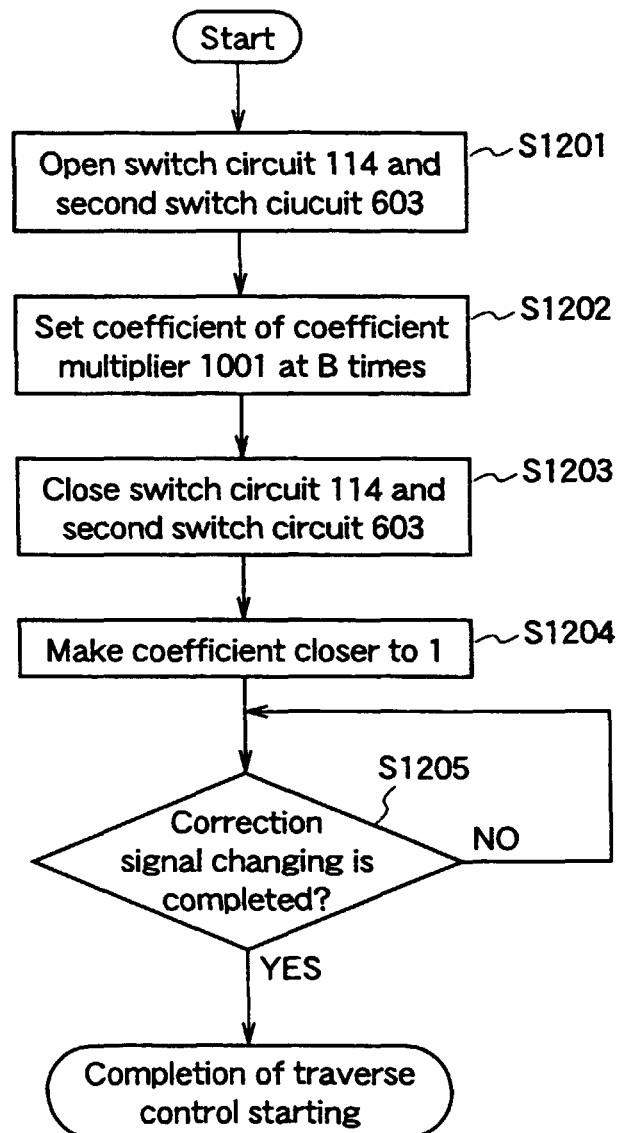 Start
S1201
Open switch circuit 114 and
second switch ciucuit 603
S1202
Set coefficient of coefficient
multiplier 1001 at B times
S1203
Close switch circuit 114 and
second switch circuit 603
S1204
Make coefficient closer to 1
S1205
Correction
signal changing is
completed?
NO
YES
Completion of traverse
control starting